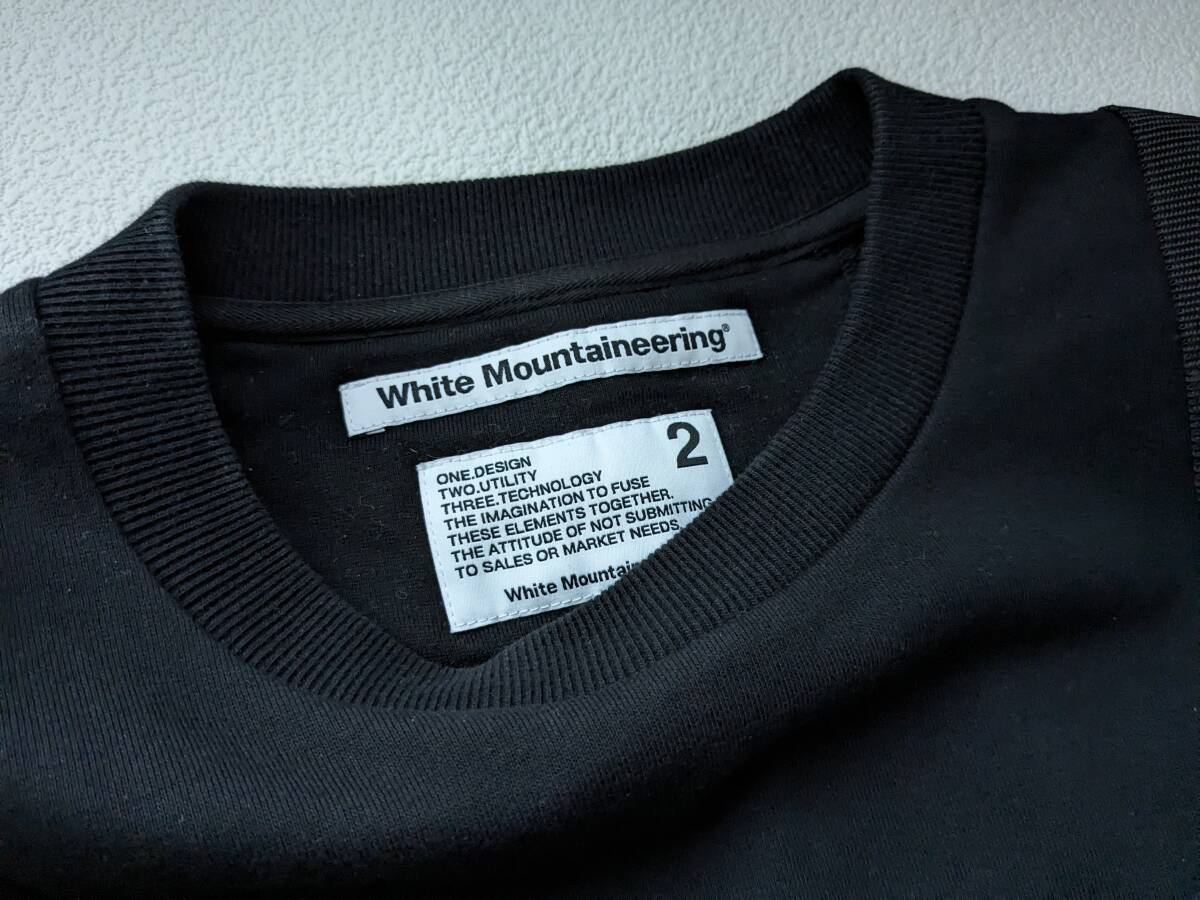 White Mountaineering®
2
ONE.DESIGN
TWO.UTILITY
THREE.TECHNOLOGY
THE IMAGINATION TO FUSE
THESE ELEMENTS TOGETHER.
THE ATTITUDE OF NOT SUBMITTING
TO SALES OR MARKET NEEDS.
White